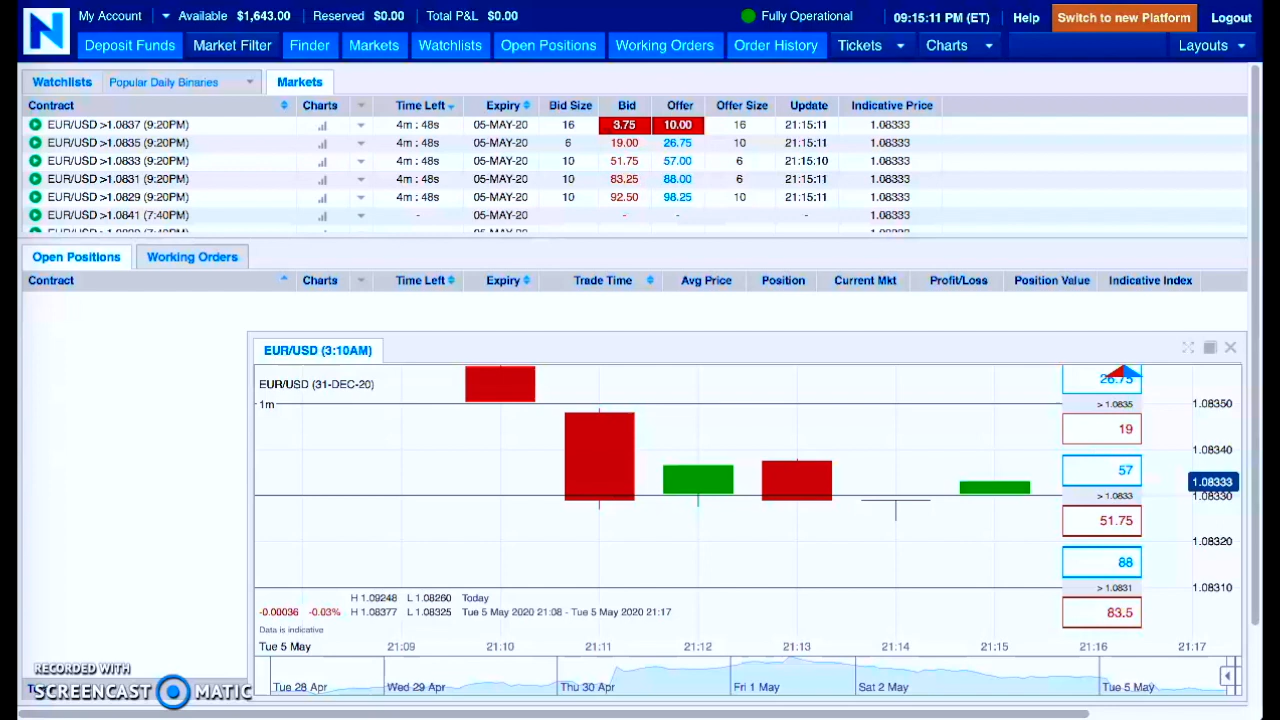 My Account Available $1,643.00 Reserved $0.00 Total P&L $0.00 Fully Operational 09:15:11 PM (ET) Help Switch to new Platform Logout
N
Deposit Funds Market Filter Finder Markets Watchlists Open Positions Working Orders Order History Tickets Charts Layouts
Watchlists Popular Daily Binaries Markets
Contract Charts Time Left Expiry Bid Size Bid Offer Offer Size Update Indicative Price
EUR/USD >1.0837 (9:20PM) 4m : 48s 05-MAY-20 16 3.75 10.00 16 21:15:11 1.08333
EUR/USD >1.0835 (9:20PM) 4m : 48s 05-MAY-20 6 19.00 26.75 10 21:15:11 1.08333
EUR/USD >1.0833 (9:20PM) 4m : 48s 05-MAY-20 10 51.75 57.00 6 21:15:10 1.08333
EUR/USD >1.0831 (9:20PM) 4m : 48s 05-MAY-20 10 83.25 88.00 6 21:15:11 1.08333
EUR/USD >1.0829 (9:20PM) 4m : 48s 05-MAY-20 10 92.50 98.25 10 21:15:11 1.08333
EUR/USD >1.0841 (7:40PM) - 05-MAY-20 - - - 1.08333
Open Positions Working Orders
Contract Charts Time Left Expiry Trade Time Avg Price Position Current Mkt Profit/Loss Position Value Indicative Index
EUR/USD (3:10AM)
EUR/USD (31-DEC-20)
1m
26.75
> 1.0835 1.08350
19
1.08340
57
1.08333
> 1.0833 1.08330
51.75
1.08320
88
> 1.0831 1.08310
83.5
H 1.09248 L 1.08260 Today
-0.00036 -0.03% H 1.08377 L 1.08325 Tue 5 May 2020 21:08 - Tue 5 May 2020 21:17
Data is indicative
Tue 5 May 21:09 21:10 21:11 21:12 21:13 21:14 21:15 21:16 21:17
Tue 28 Apr Wed 29 Apr Thu 30 Apr Fri 1 May Sat 2 May Tue 5 May
RECORDED WITH
SCREENCAST MATIC